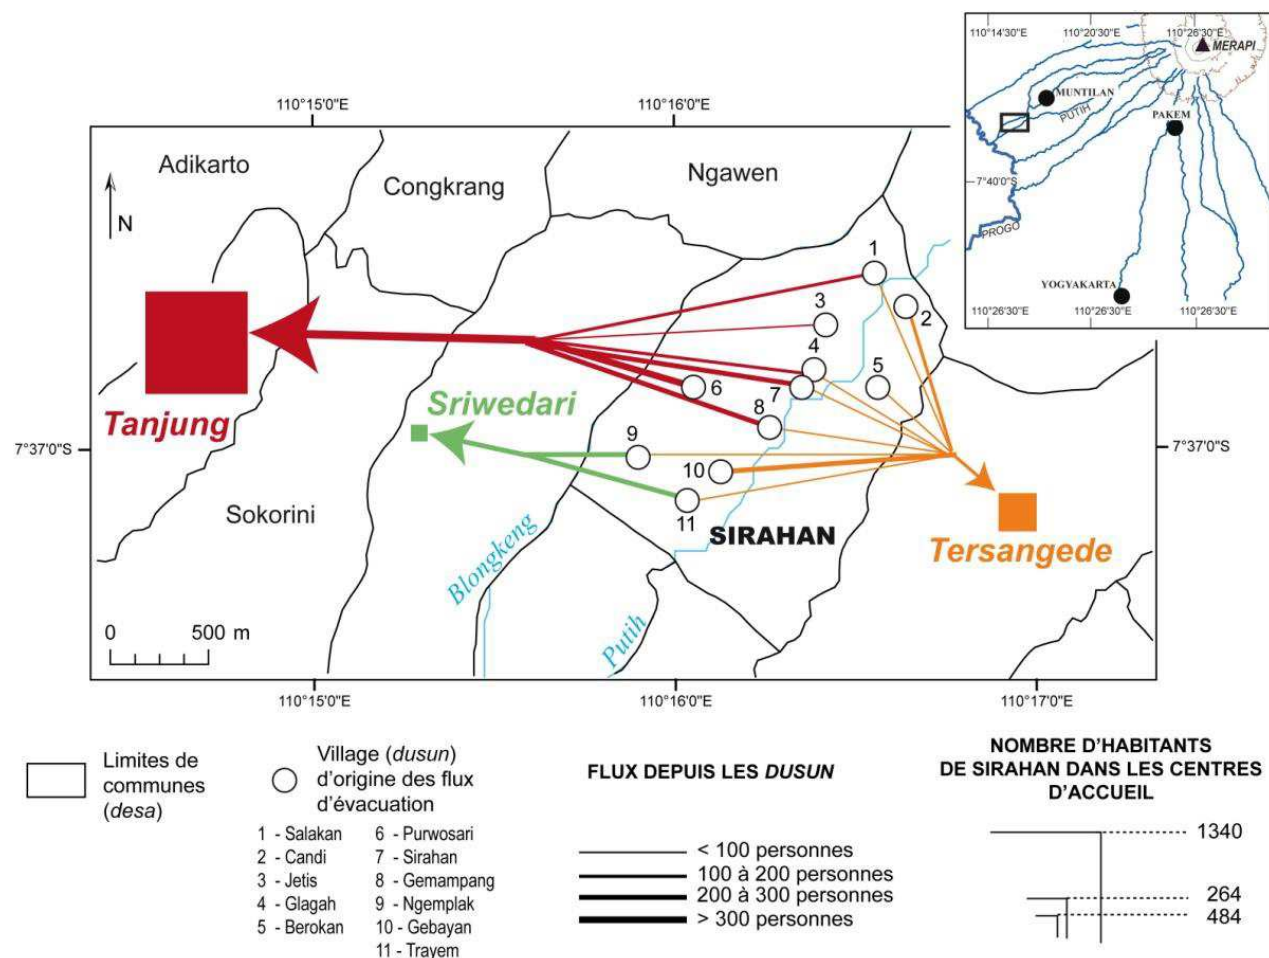 110°14'30"E
110°20'30"E
110°26'30"E
MERAPI
MUNTILAN
PUTIH
PAKEM
7°40'0"S
PROGO
YOGYAKARTA
110°26'30"E
110°20'30"E
110°26'30"E
110°15'0"E
110°16'0"E
Adikarto
Congkrang
Ngawen
N
1
2
3
4
5
6
7
8
9
10
11
Tanjung
Sriwedari
7°37'0"S
7°37'0"S
Sokorini
SIRAHAN
Tersangede
Blongkeng
Putih
0 500 m
110°15'0"E
110°16'0"E
110°17'0"E
Limites de
communes
(desa)
Village (dusun)
d'origine des flux
d'évacuation
1 - Salakan
2 - Candi
3 - Jetis
4 - Glagah
5 - Berokan
6 - Purwosari
7 - Sirahan
8 - Gemampang
9 - Ngemplak
10 - Gebayan
11 - Trayem
FLUX DEPUIS LES DUSUN
< 100 personnes
100 à 200 personnes
200 à 300 personnes
> 300 personnes
NOMBRE D'HABITANTS
DE SIRAHAN DANS LES CENTRES
D'ACCUEIL
1340
264
484